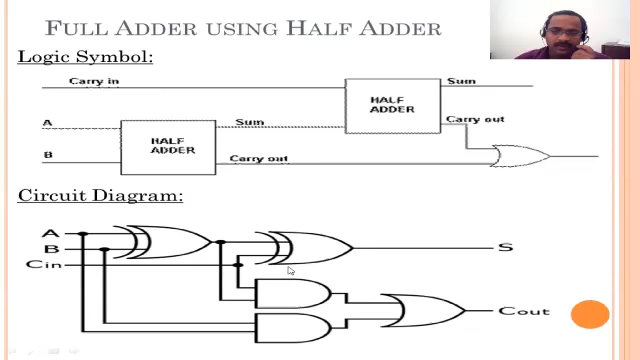 FULL ADDER USING HALF ADDER
Logic Symbol:
Carry in
Sum
HALF
ADDER
Carry out
A
Sum
HALF
ADDER
B
Carry out
Circuit Diagram:
A
B
Cin
S
Cout